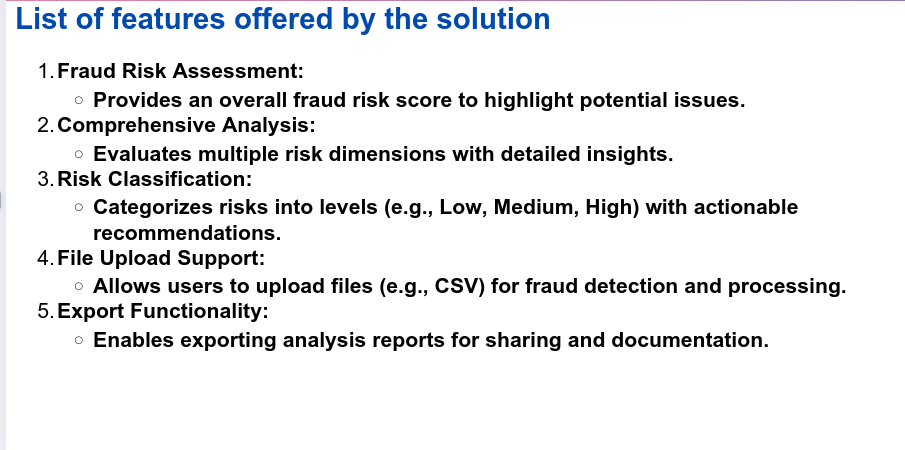 List of features offered by the solution
1. Fraud Risk Assessment:
○ Provides an overall fraud risk score to highlight potential issues.
2. Comprehensive Analysis:
○ Evaluates multiple risk dimensions with detailed insights.
3. Risk Classification:
○ Categorizes risks into levels (e.g., Low, Medium, High) with actionable
recommendations.
4. File Upload Support:
○ Allows users to upload files (e.g., CSV) for fraud detection and processing.
5. Export Functionality:
○ Enables exporting analysis reports for sharing and documentation.